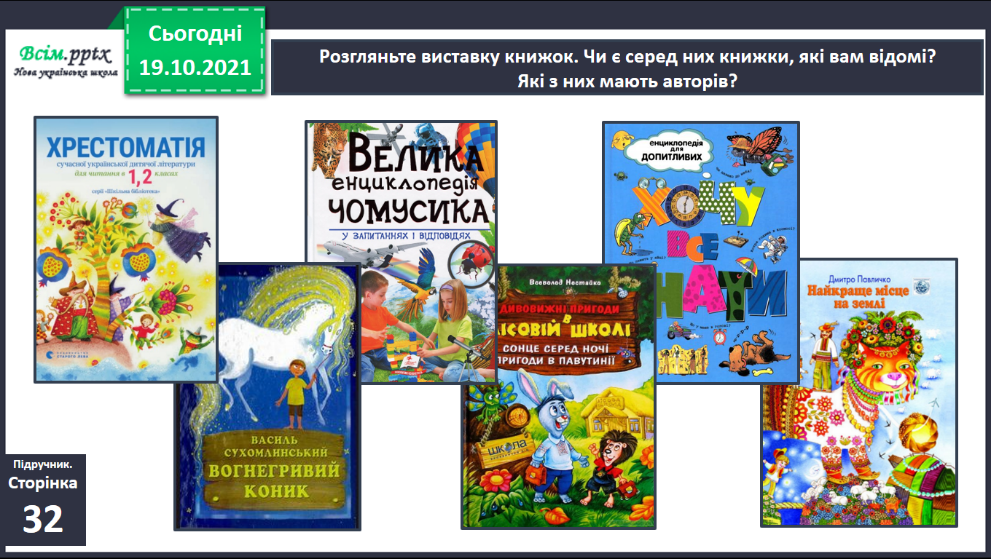 Всім.pptx
Нова українська школа
Сьогодні
19.10.2021
Розгляньте виставку книжок. Чи є серед них книжки, які вам відомі?
Які з них мають авторів?
ХРЕСТОМАТІЯ
сучасної української дитячої літератури
для читання в 1,2 класах
серії «Шкільна бібліотека»
ВЕЛИКА
ЕНЦИКЛОПЕДІЯ
ЧОМУСИКА
У ЗАПИТАННЯХ І ВІДПОВІДЯХ
ЕНЦИКЛОПЕДІЯ
ДЛЯ
ДОПИТЛИВИХ
ХОЧУ
ВСЕ
ЗНАТИ
ВАСИЛЬ
СУХОМЛИНСЬКИЙ
ВОГНЕГРИВИЙ
КОНИК
Всеволод Нестайко
ДИВОВИЖНІ ПРИГОДИ
В
ЛІСОВІЙ ШКОЛІ
СОНЦЕ СЕРЕД НОЧІ
ПРИГОДИ В ПАВУТИНІЇ
ШКОЛА
Дмитро Павличко
Найкраще місце
на землі
Підручник.
Сторінка
32